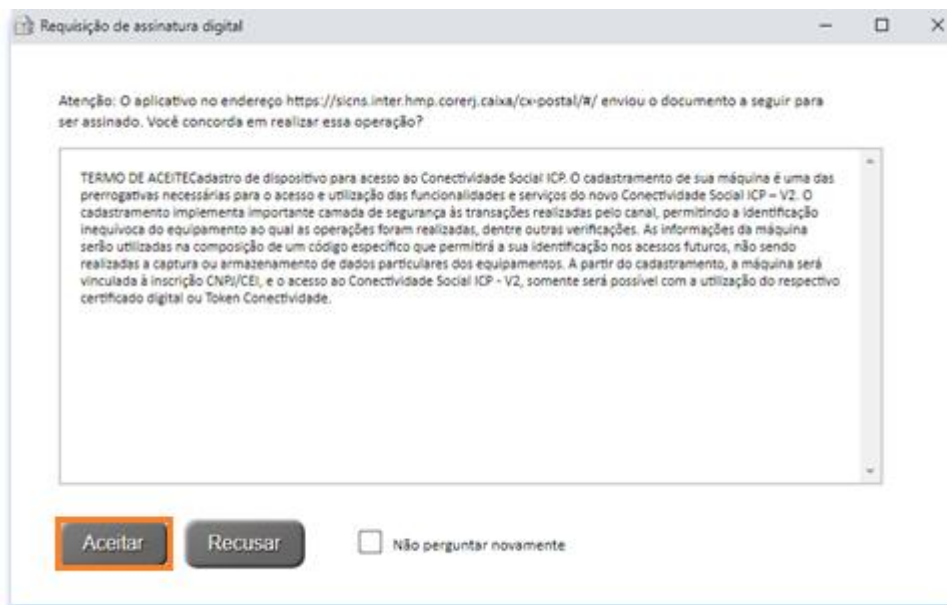 Requisição de assinatura digital
Atenção: O aplicativo no endereço https://sicns.inter.hmp.corerj.caixa/cx-postal/#/ enviou o documento a seguir para
ser assinado. Você concorda em realizar essa operação?
TERMO DE ACEITECadastro de dispositivo para acesso ao Conectividade Social ICP. O cadastramento de sua máquina é uma das
prerrogativas necessárias para o acesso e utilização das funcionalidades e serviços do novo Conectividade Social ICP – V2. O
cadastramento implementa importante camada de segurança às transações realizadas pelo canal, permitindo a identificação
inequívoca do equipamento ao qual as operações foram realizadas, dentre outras verificações. As informações da máquina
serão utilizadas na composição de um código específico que permitirá a sua identificação nos acessos futuros, não sendo
realizadas a captura ou armazenamento de dados particulares dos equipamentos. A partir do cadastramento, a máquina será
vinculada à inscrição CNPJ/CEI, e o acesso ao Conectividade Social ICP - V2, somente será possível com a utilização do respectivo
certificado digital ou Token Conectividade.
Aceitar Recusar Não perguntar novamente